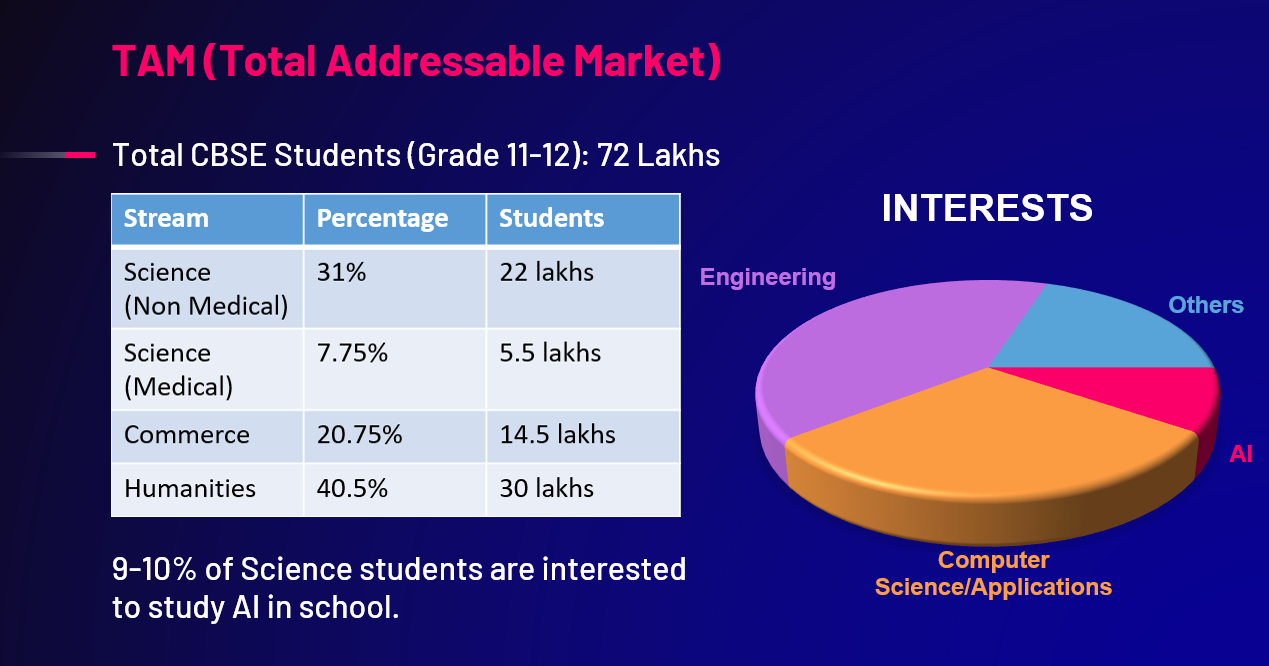 TAM (Total Addressable Market)
Total CBSE Students (Grade 11-12): 72 Lakhs
Stream Percentage Students
Science
(Non Medical) 31% 22 lakhs
Science
(Medical) 7.75% 5.5 lakhs
Commerce 20.75% 14.5 lakhs
Humanities 40.5% 30 lakhs
9-10% of Science students are interested
to study AI in school.
INTERESTS
Engineering
Others
AI
Computer
Science/Applications